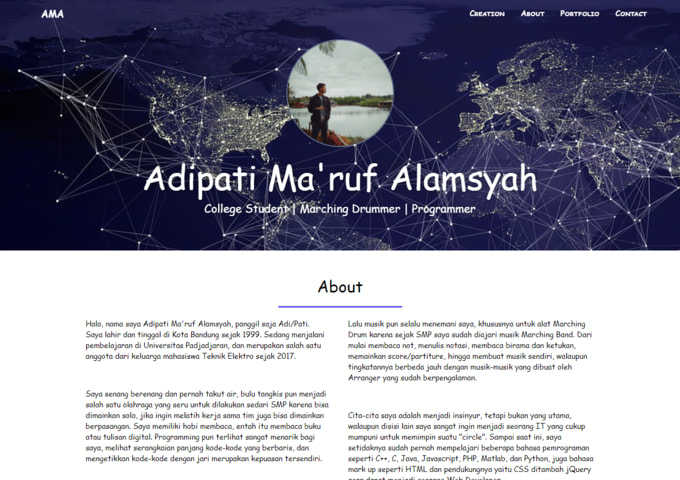 AMA
Creation About Portfolio Contact
Adipati Ma'ruf Alamsyah
College Student | Marching Drummer | Programmer
About
Halo, nama saya Adipati Ma'ruf Alamsyah, panggil saja Adi/Pati.
Saya lahir dan tinggal di Kota Bandung sejak 1999. Sedang menjalani
pembelajaran di Universitas Padjadjaran, dan merupakan salah satu
anggota dari keluarga mahasiswa Teknik Elektro sejak 2017.
Saya senang berenang dan pernah takut air, bulu tangkis pun menjadi
salah satu olahraga yang seru untuk dilakukan sedari SMP karena bisa
dimainkan solo, jika ingin melatih kerja sama tim juga bisa dimainkan
berpasangan. Saya memiliki hobi membaca, entah itu membaca buku
atau tulisan digital. Programming pun terlihat sangat menarik bagi
saya, melihat serangkaian panjang kode-kode yang berbaris, dan
mengetikkan kode-kode dengan jari merupakan kepuasan tersendiri.
Lalu musik pun selalu menemani saya, khususnya untuk alat Marching
Drum karena sejak SMP saya sudah diajari musik Marching Band. Dari
mulai membaca not, menulis notasi, membaca birama dan ketukan,
memainkan score/partiture, hingga membuat musik sendiri, walaupun
tingkatannya berbeda jauh dengan musik-musik yang dibuat oleh
Arranger yang sudah berpengalaman.
Cita-cita saya adalah menjadi insinyur, tetapi bukan yang utama,
walaupun disisi lain saya sangat ingin menjadi seorang IT yang cukup
mumpuni untuk memimpin suatu "circle". Sampai saat ini, saya
setidaknya sudah pernah mempelajari beberapa bahasa pemrograman
seperti C++, C, Java, Javascript, PHP, Matlab, dan Python, juga bahasa
mark up seperti HTML dan pendukungnya yaitu CSS ditambah jQuery